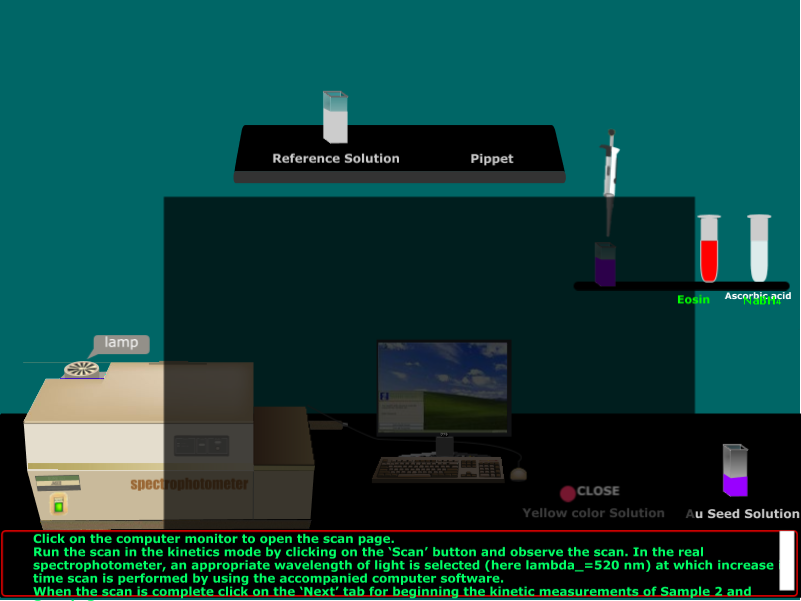 Reference Solution
Pippet
Eosin
Ascorbic acid
lamp
spectrophotometer
CLOSE
Yellow color Solution
Au Seed Solution
Click on the computer monitor to open the scan page.
Run the scan in the kinetics mode by clicking on the ‘Scan’ button and observe the scan. In the real
spectrophotometer, an appropriate wavelength of light is selected (here lambda_=520 nm) at which increase i
time scan is performed by using the accompanied computer software.
When the scan is complete click on the ‘Next’ tab for beginning the kinetic measurements of Sample 2 and